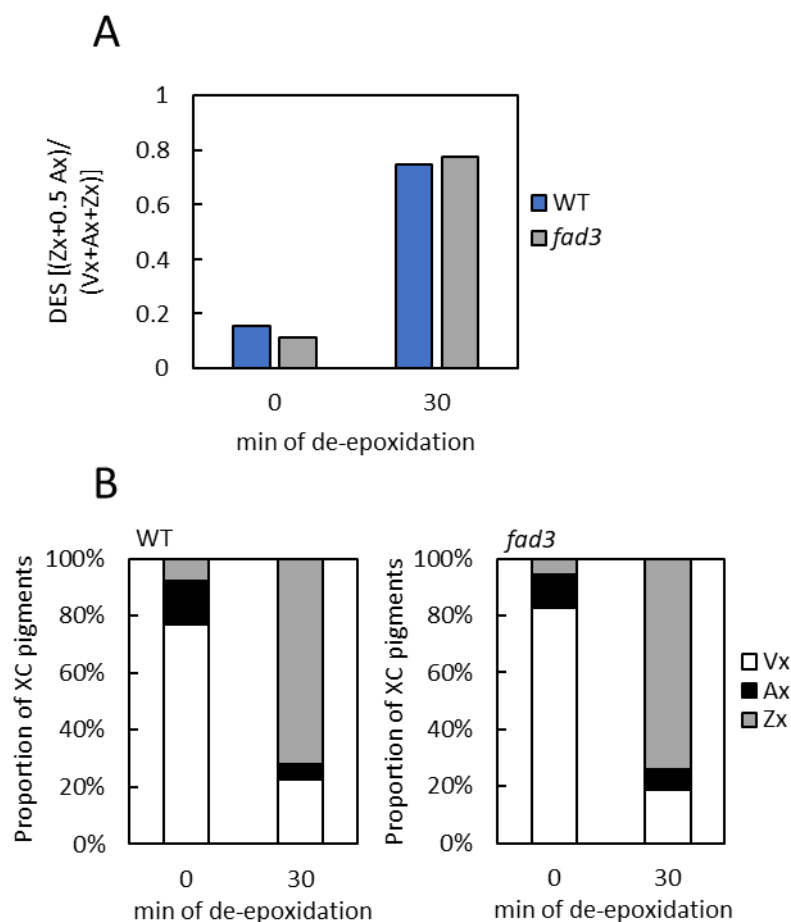 A
DES [(Zx+0.5 Ax)/
(Vx+Ax+Zx)]
1
0.8
0.6
0.4
0.2
0
0
30
min of de-epoxidation
WT
fad3
B
WT
Proportion of XC pigments
100%
80%
60%
40%
20%
0%
0
30
min of de-epoxidation
fad3
Proportion of XC pigments
100%
80%
60%
40%
20%
0%
0
30
min of de-epoxidation
Vx
Ax
Zx